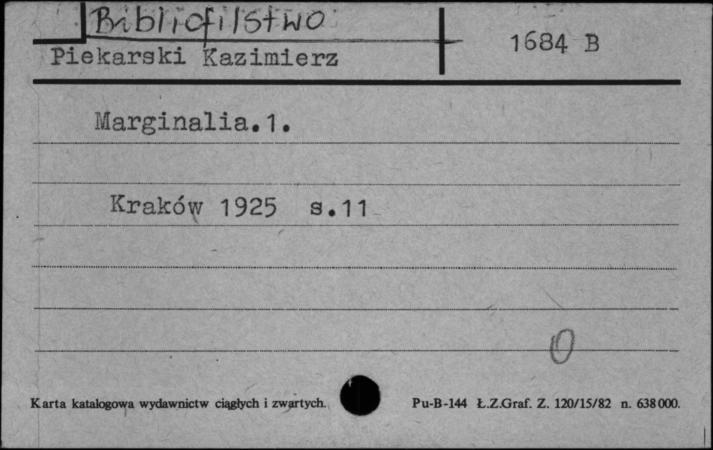 Bibliofilstwo
Piekarski Kazimierz
1684 B
Marginalia.1.
Kraków 1925 s.11
0
Karta katalogowa wydawnictw ciągłych i zwartych.
Pu-B-144 Ł.Z.Graf. Z. 120/15/82 n. 638000.